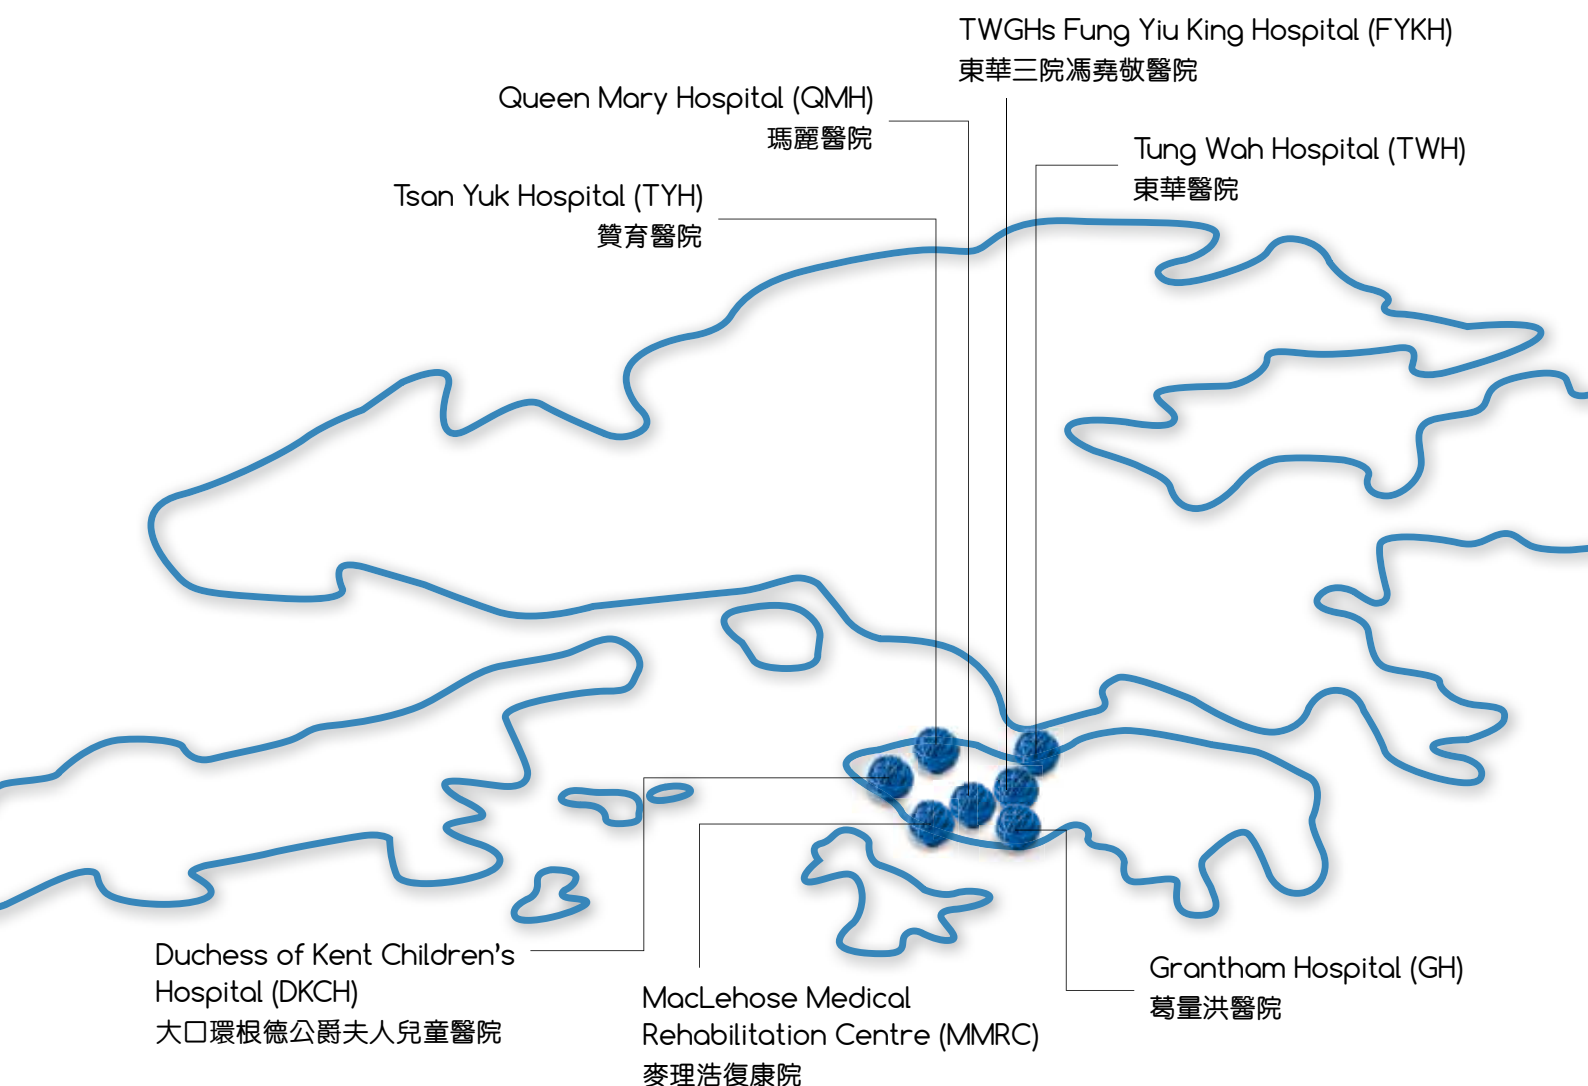 TWGHs Fung Yiu King Hospital (FYKH)
東華三院馮堯敬醫院
Queen Mary Hospital (QMH)
瑪麗醫院
Tung Wah Hospital (TWH)
東華醫院
Tsan Yuk Hospital (TYH)
贊育醫院
Duchess of Kent Children's
Hospital (DKCH)
大口環根德公爵夫人兒童醫院
MacLehose Medical
Rehabilitation Centre (MMRC)
麥理浩復康院
Grantham Hospital (GH)
葛量洪醫院